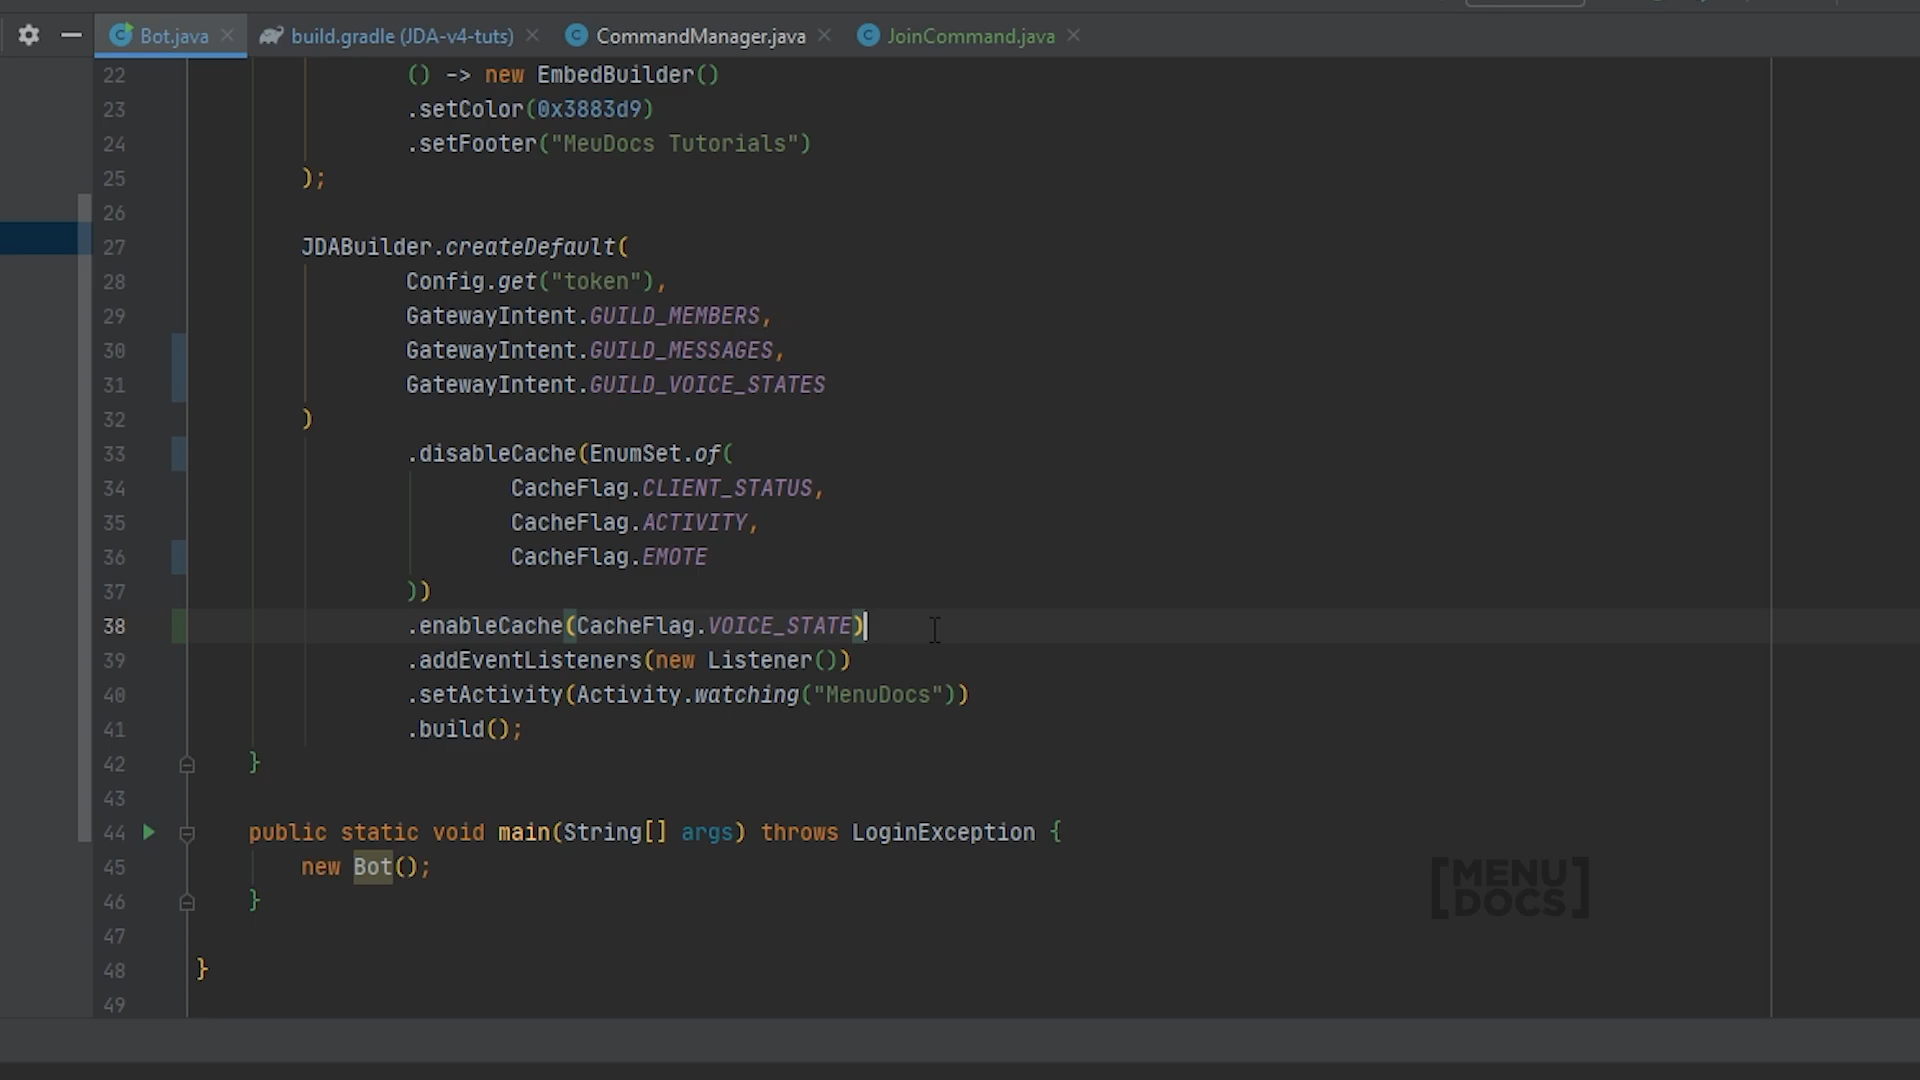 Bot.java
build.gradle (JDA-v4-tuts)
CommandManager.java
JoinCommand.java
22 () -> new EmbedBuilder()
23 .setColor(0x3883d9)
24 .setFooter("MeuDocs Tutorials")
25 );
26
27 JDABuilder.createDefault(
28 Config.get("token"),
29 GatewayIntent.GUILD_MEMBERS,
30 GatewayIntent.GUILD_MESSAGES,
31 GatewayIntent.GUILD_VOICE_STATES
32 )
33 .disableCache(EnumSet.of(
34 CacheFlag.CLIENT_STATUS,
35 CacheFlag.ACTIVITY,
36 CacheFlag.EMOTE
37 ))
38 .enableCache(CacheFlag.VOICE_STATE)
39 .addEventListeners(new Listener())
40 .setActivity(Activity.watching("MenuDocs"))
41 .build();
42 }
43
44 public static void main(String[] args) throws LoginException {
45 new Bot();
46 }
47
48 }
49
[MENU DOCS]